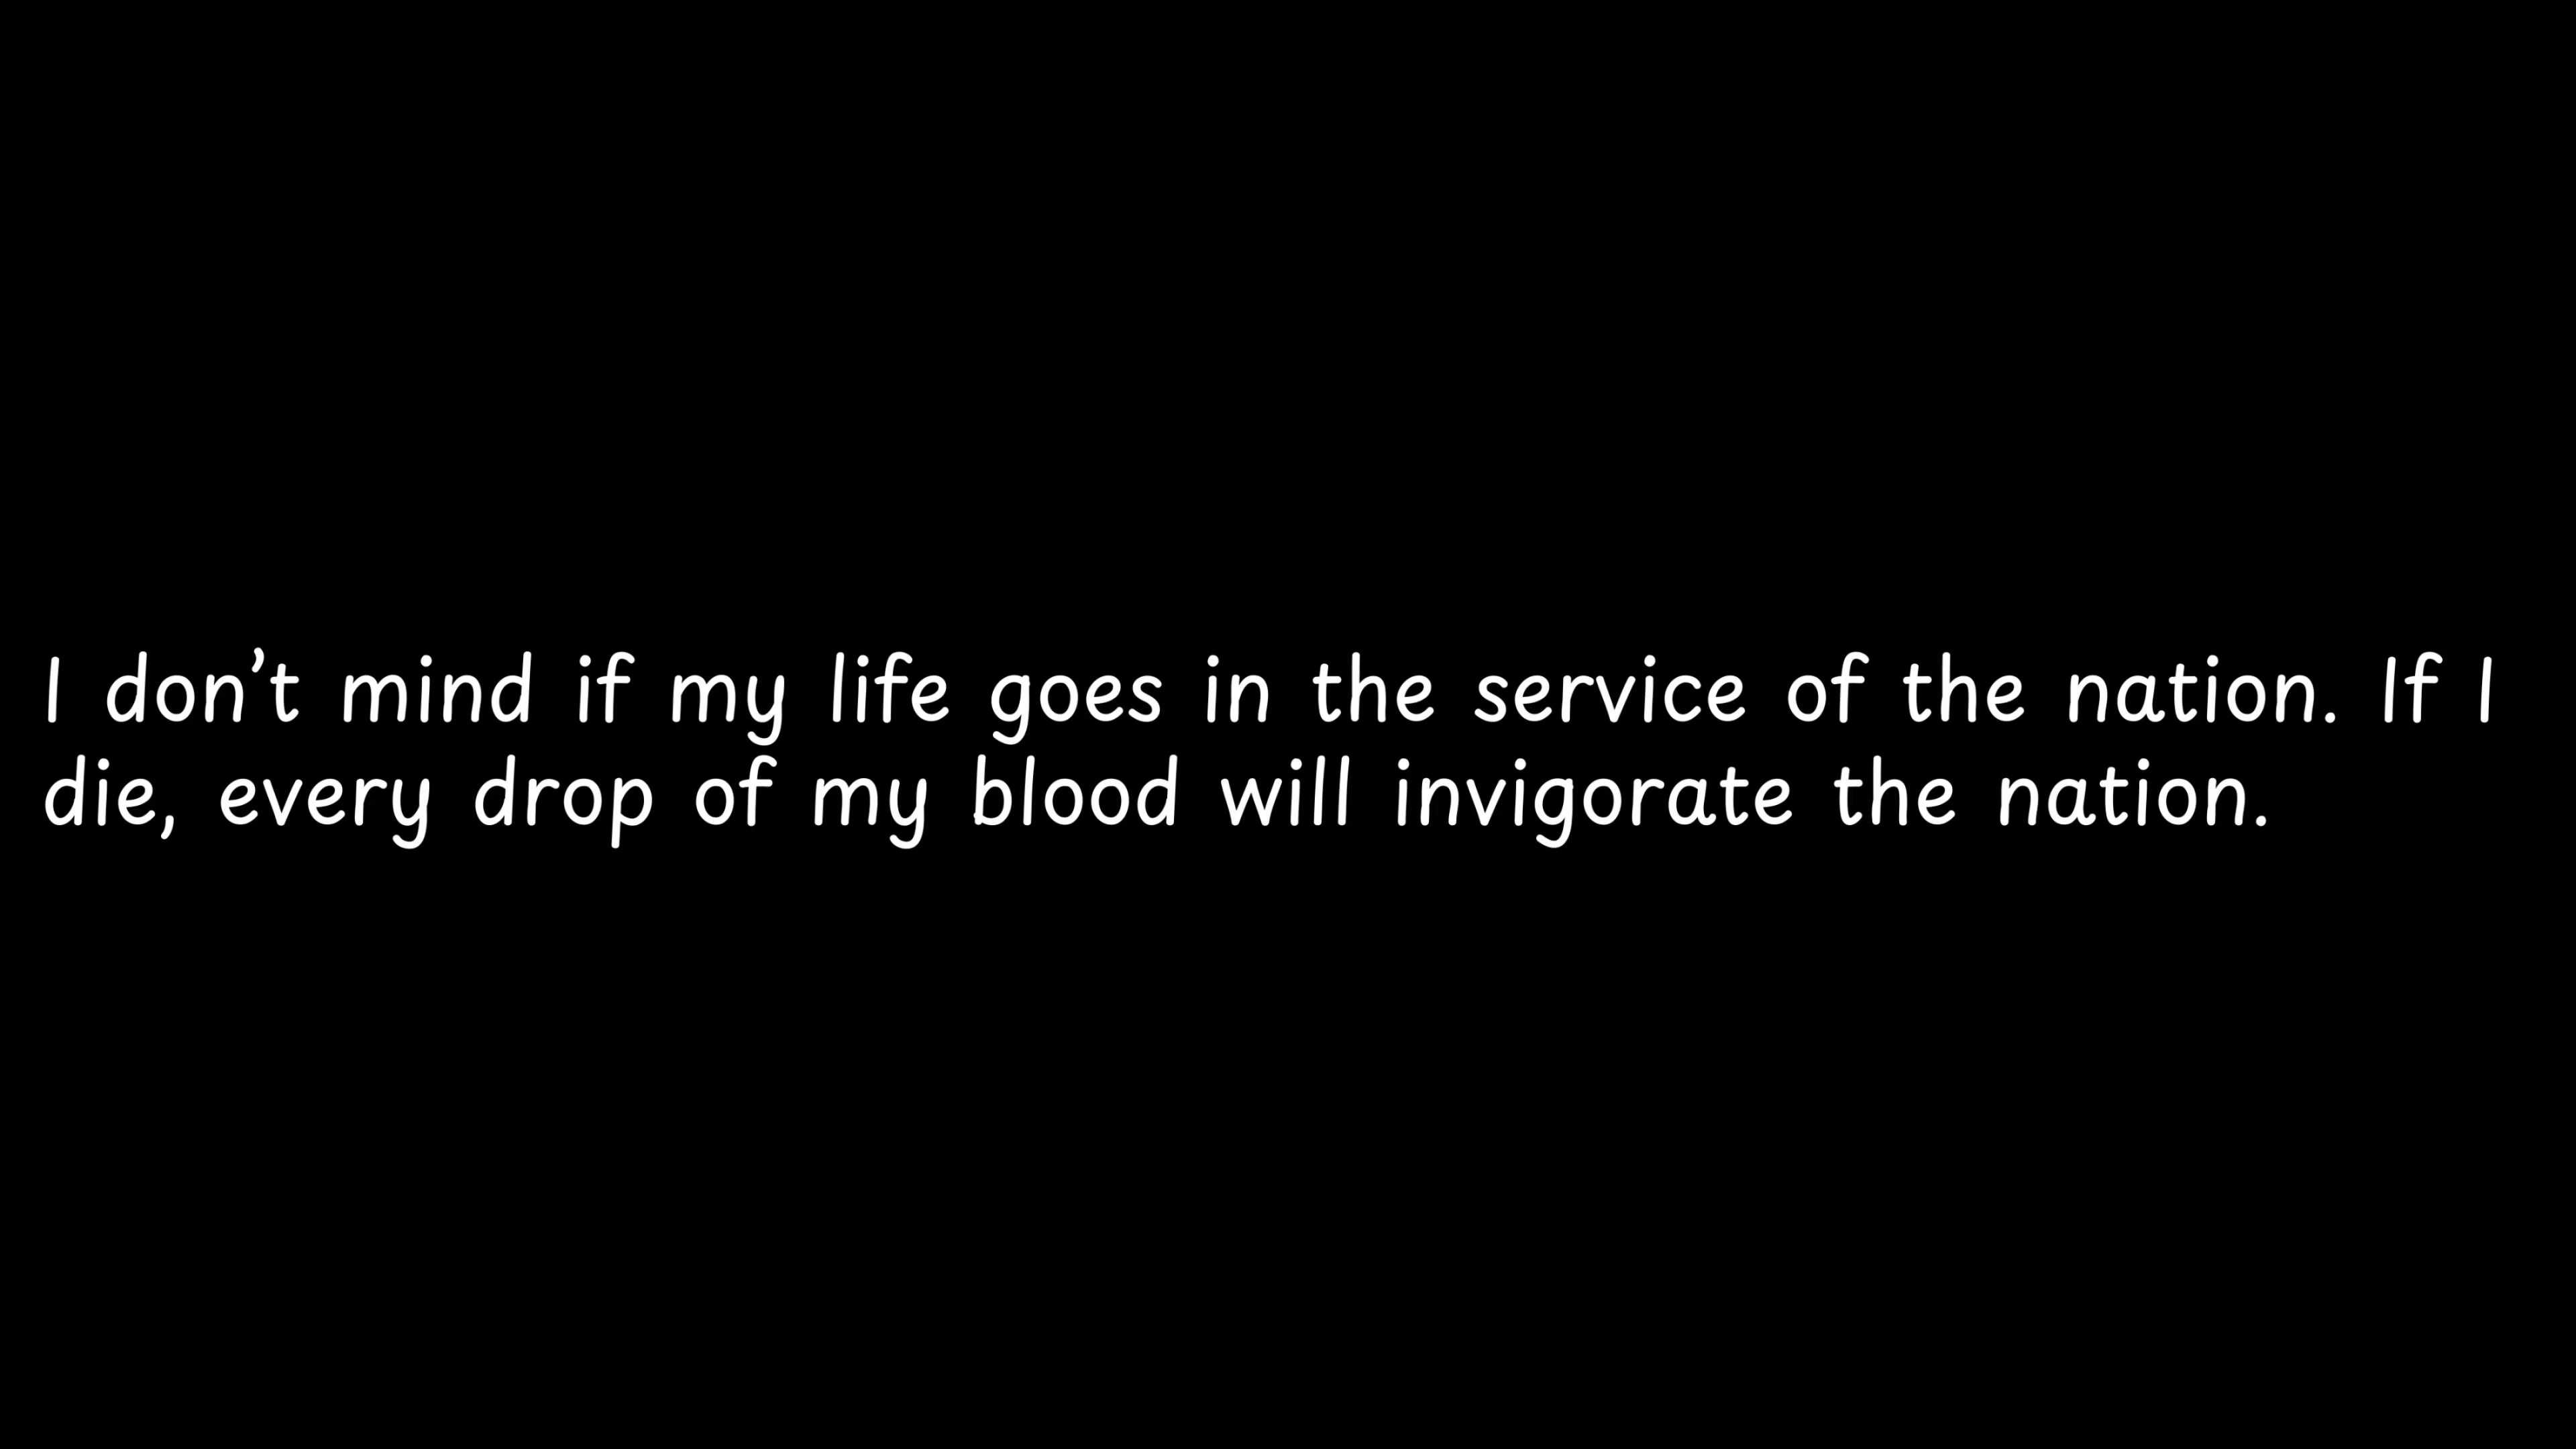 I don’t mind if my life goes in the service of the nation. If I
die, every drop of my blood will invigorate the nation.